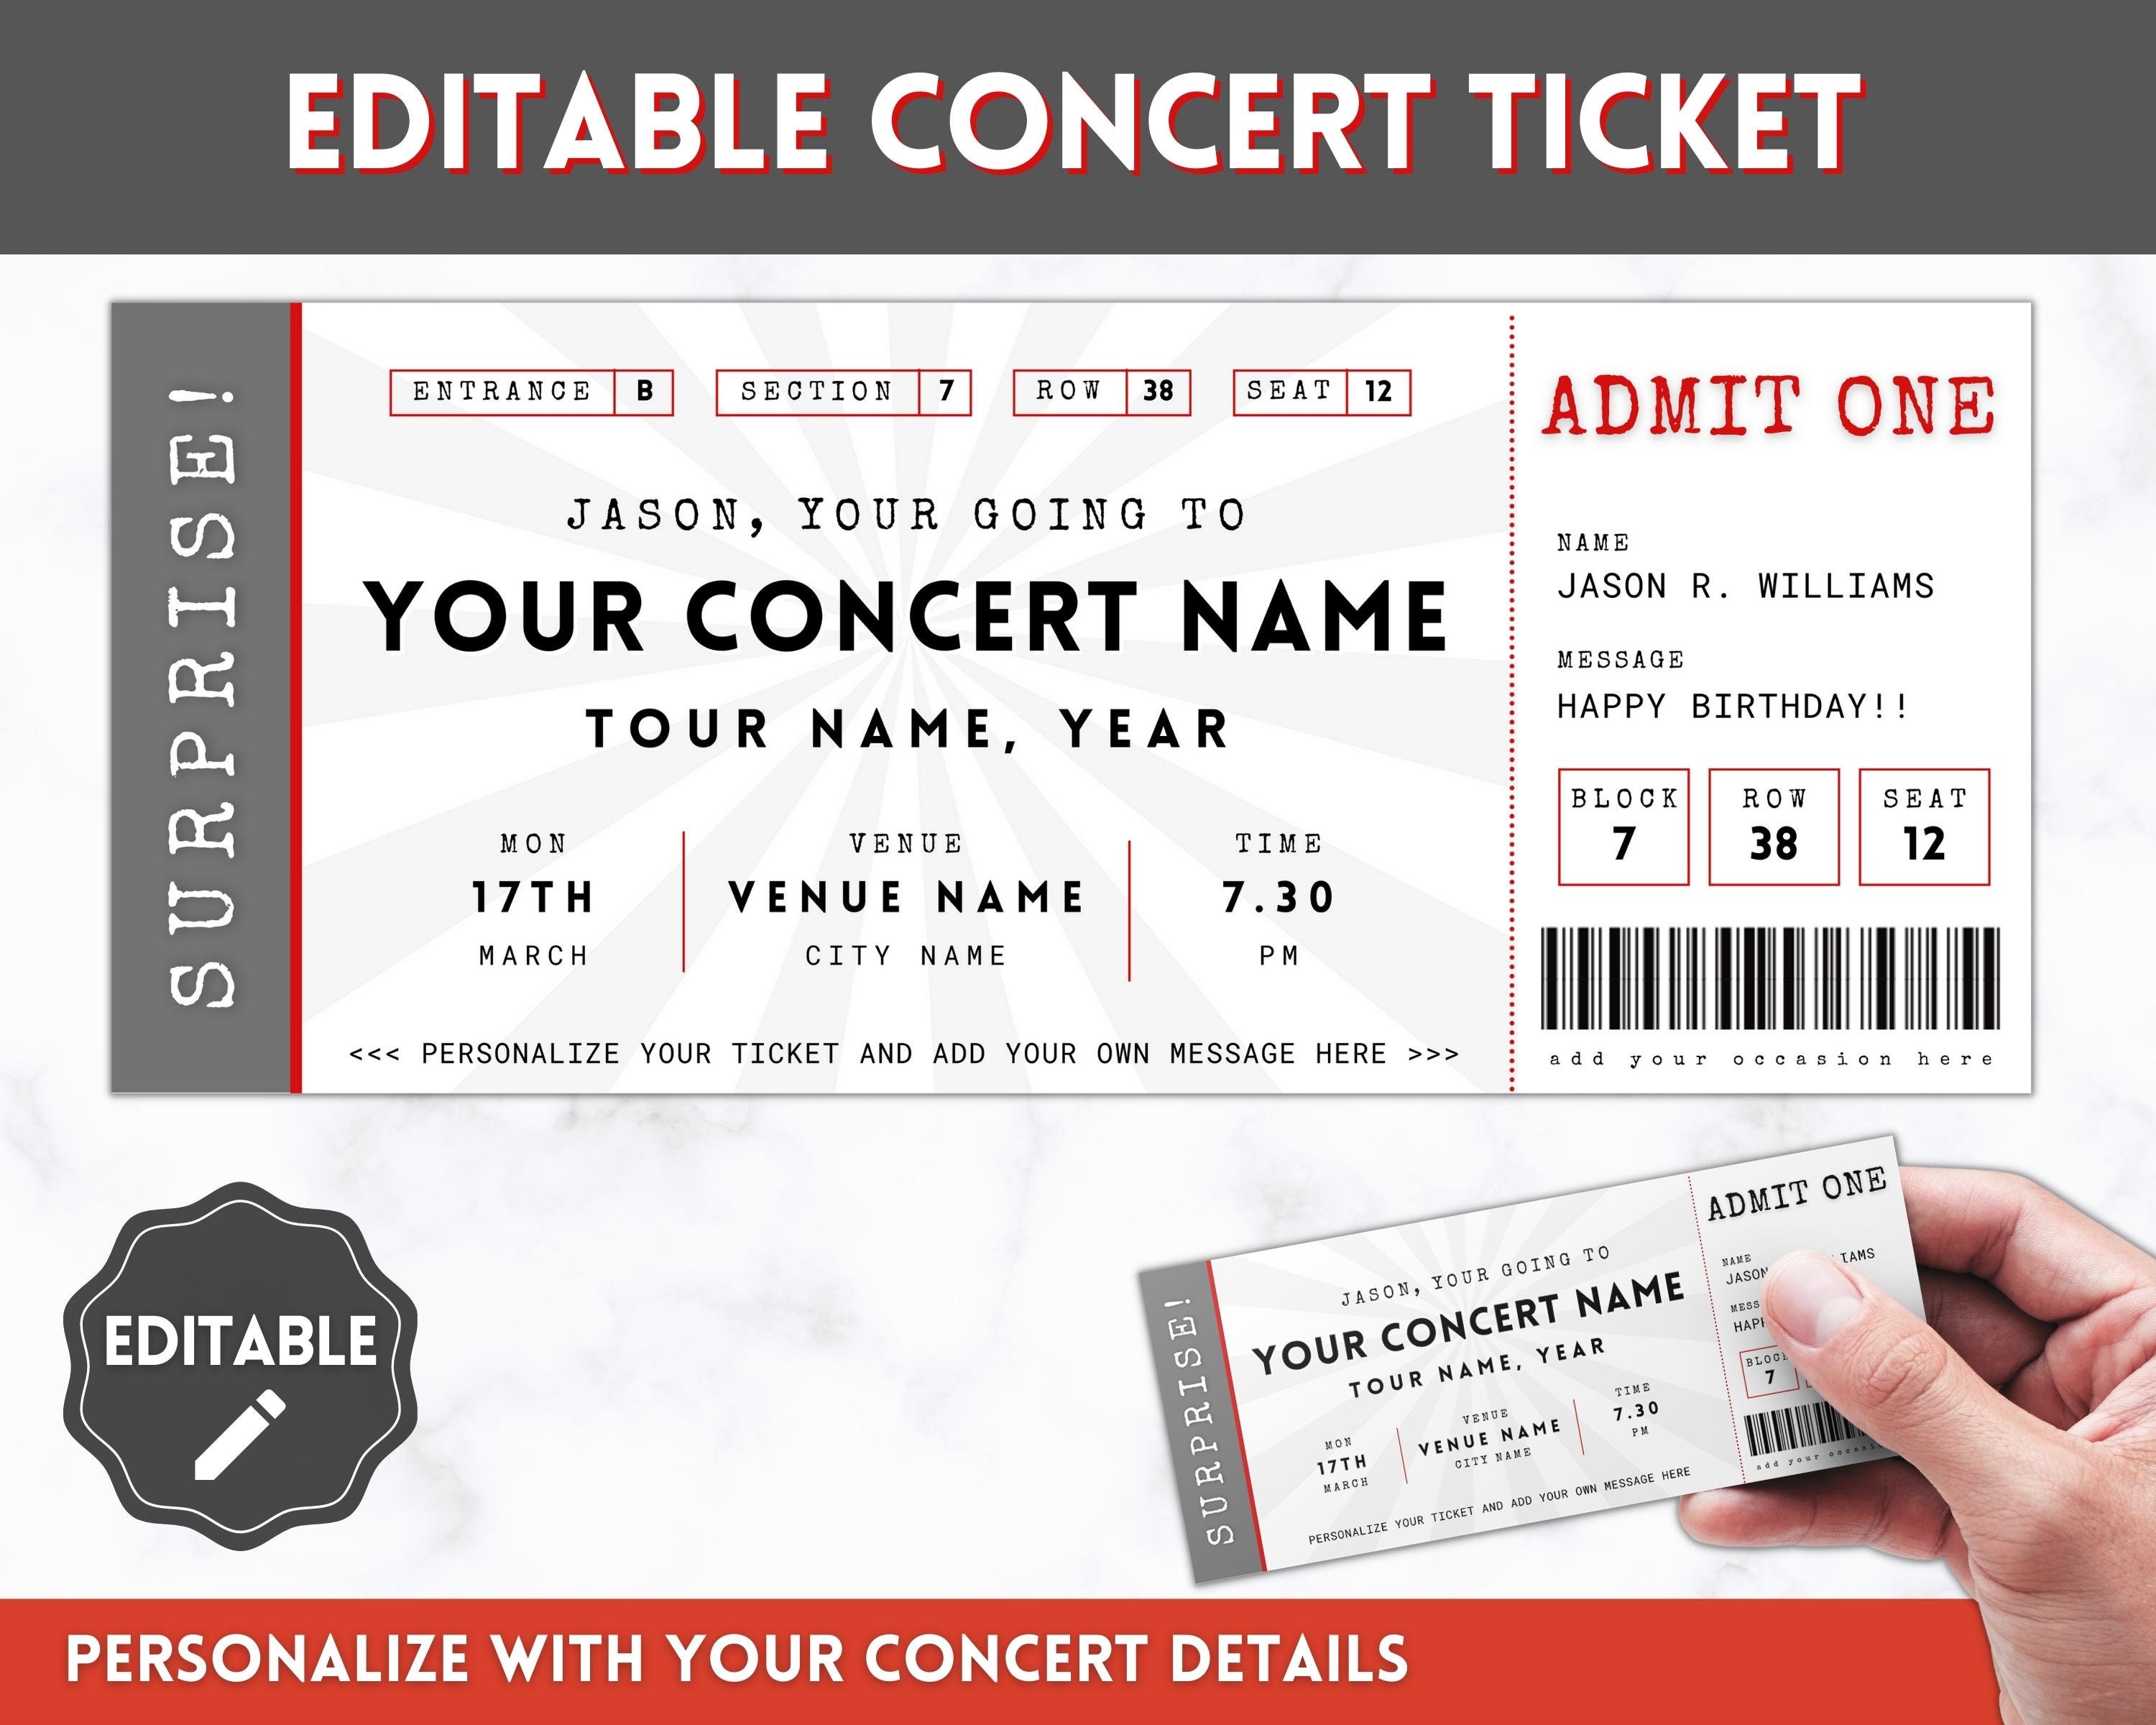 EDITABLE CONCERT TICKET
SURPRISE!
ENTRANCE B SECTION 7 ROW 38 SEAT 12
JASON, YOUR GOING TO
YOUR CONCERT NAME
TOUR NAME, YEAR
MON
17TH
MARCH
VENUE
VENUE NAME
CITY NAME
TIME
7.30
PM
<<< PERSONALIZE YOUR TICKET AND ADD YOUR OWN MESSAGE HERE >>>
ADMIT ONE
NAME
JASON R. WILLIAMS
MESSAGE
HAPPY BIRTHDAY!!
BLOCK ROW SEAT
7 38 12
add your occasion here
EDITABLE
SURPRISE!
JASON, YOUR GOING TO
YOUR CONCERT NAME
TOUR NAME, YEAR
MON
17TH
MARCH
VENUE
VENUE NAME
CITY NAME
TIME
7.30
PM
PERSONALIZE YOUR TICKET AND ADD YOUR OWN MESSAGE HERE
ADMIT ONE
NAME
JASON
BLOCK
7
add your
PERSONALIZE WITH YOUR CONCERT DETAILS